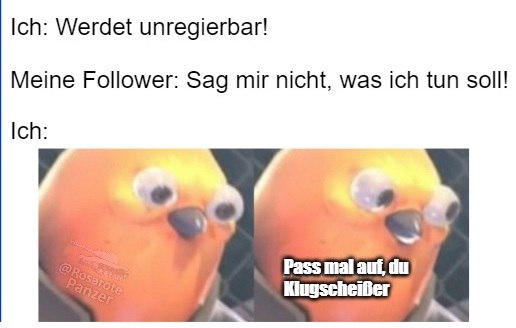 Ich: Werdet unregierbar!
Meine Follower: Sag mir nicht, was ich tun soll!
Ich:
@Rosarote
Panzer
Pass mal auf, du
Klugscheißer